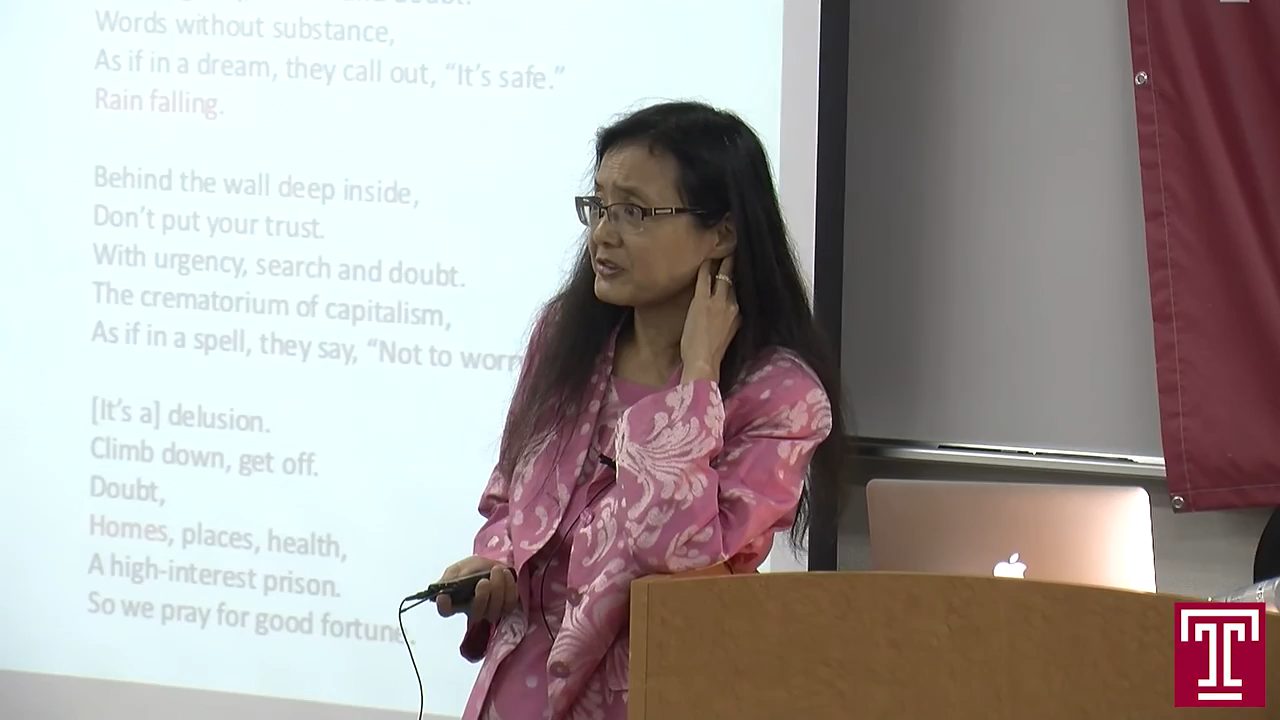 Words without substance,
As if in a dream, they call out, “It’s safe.”
Rain falling.
Behind the wall deep inside,
Don’t put your trust.
With urgency, search and doubt.
The crematorium of capitalism,
As if in a spell, they say, “Not to worr
[It’s a] delusion.
Climb down, get off.
Doubt,
Homes, places, health,
A high-interest prison.
So we pray for good fortune.
T